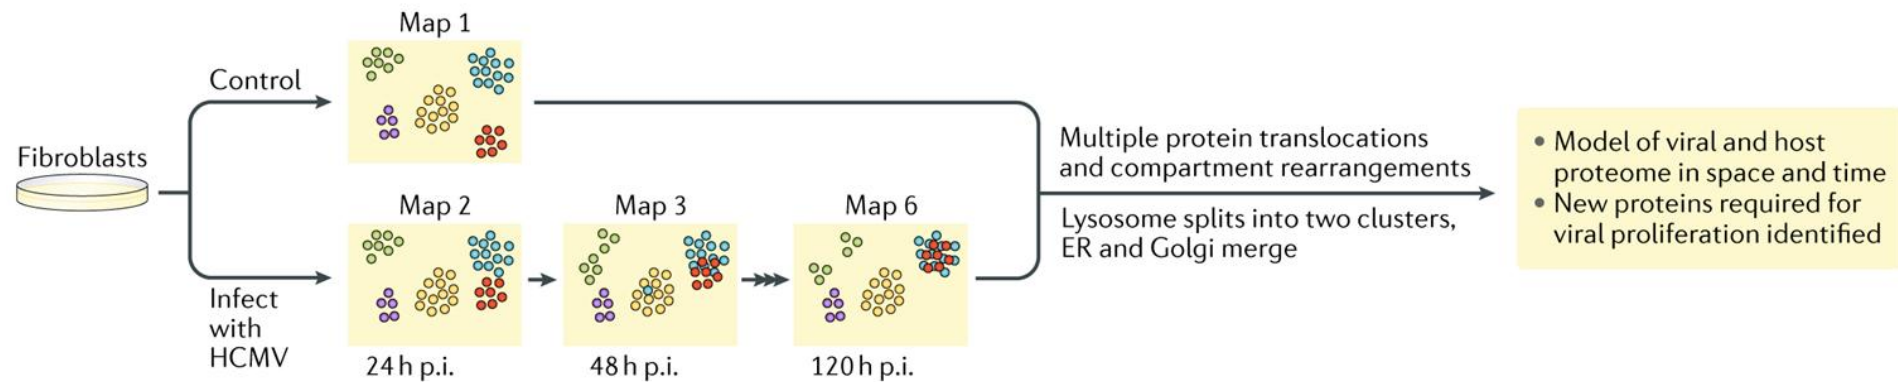 Map 1
Control
Fibroblasts
Infect
with
HCMV
Map 2
Map 3
Map 6
24 h p.i.
48 h p.i.
120 h p.i.
Multiple protein translocations
and compartment rearrangements
Lysosome splits into two clusters,
ER and Golgi merge
• Model of viral and host
proteome in space and time
• New proteins required for
viral proliferation identified